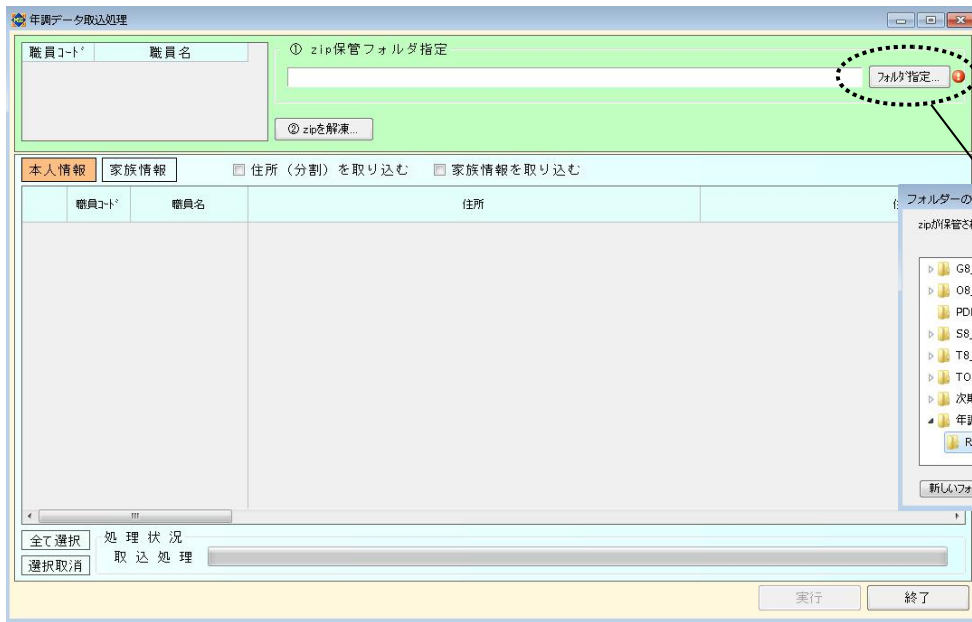 年調データ取込処理
職員ｺｰﾄﾞ 職員名
① zip保管フォルダ指定
ﾌｫﾙﾀﾞ指定...
② zipを解凍...
本人情報 家族情報 住所（分割）を取り込む 家族情報を取り込む
職員ｺｰﾄﾞ 職員名 住所
フォルダーの
zipが保管さ
G8_
O8_
PD
S8_
T8_
TO
次期
年調
R
新しいフォ
全て選択 処理状況
取込処理
選択取消
実行 終了